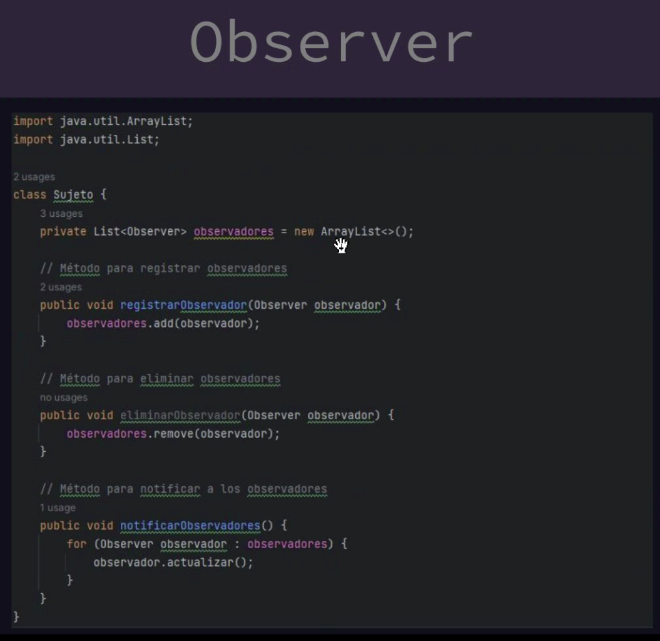 Observer
import java.util.ArrayList;
import java.util.List;
2 usages
class Sujeto {
3 usages
private List<Observer> observadores = new ArrayList<>();
// Método para registrar observadores
2 usages
public void registrarObservador(Observer observador) {
observadores.add(observador);
}
// Método para eliminar observadores
no usages
public void eliminarObservador(Observer observador) {
observadores.remove(observador);
}
// Método para notificar a los observadores
1 usage
public void notificarObservadores() {
for (Observer observador : observadores) {
observador.actualizar();
}
}
}